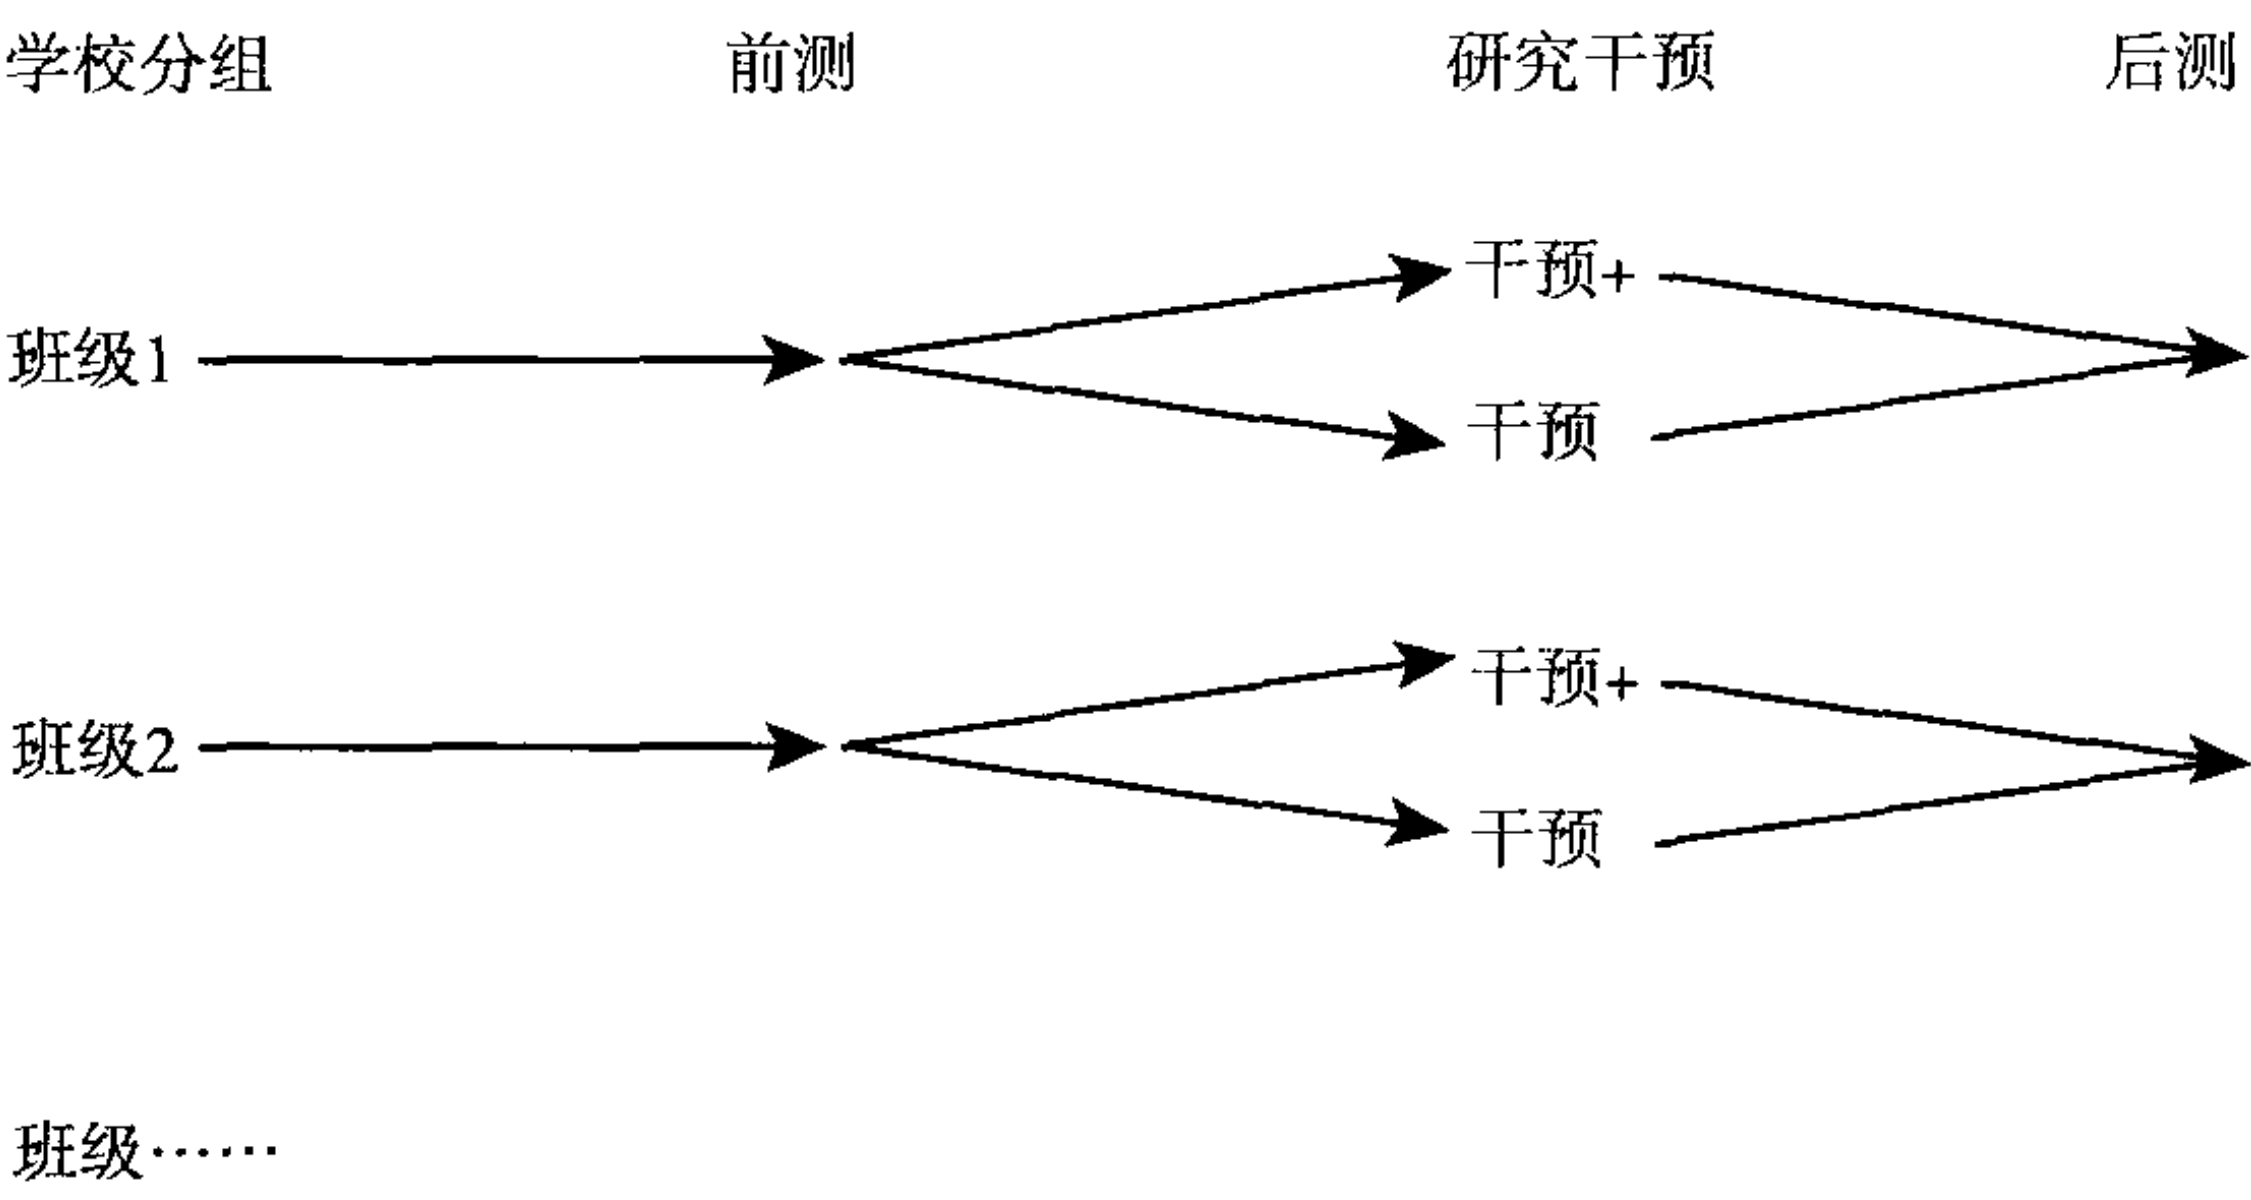 学校分组 前测 研究干预 后测
干预+
班级1
干预
干预+
班级2
干预
班级······